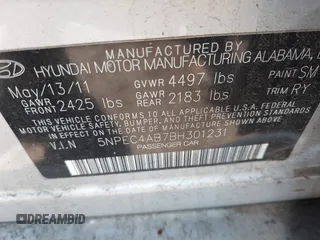 MANUFACTURED BY
HYUNDAI MOTOR MANUFACTURING ALABAMA,
May/13/11 GVWR 4497 lbs PAINT SM
GAWR FRONT 2425 lbs GAWR REAR 2183 lbs TRIM RY
THIS VEHICLE CONFORMS TO ALL APPLICABLE FEDERAL MOTOR
VEHICLE SAFETY, BUMPER, AND THEFT PREVENTION STANDARDS IN
EFFECT ON THE DATE OF MANUFACTURE SHOWN ABOVE.
V.I.N 5NPEC4AB7BH301231
PASSENGER CAR
DREAMBID